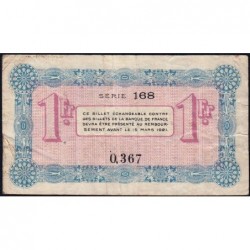 SÉRIE 168
1Fr 1Fr
CE BILLET ÉCHANGEABLE CONTRE
DES BILLETS DE LA BANQUE DE FRANCE
DEVRA ÊTRE PRÉSENTÉ AU REMBOUR-
SEMENT AVANT LE 15 MARS 1921.
0,367